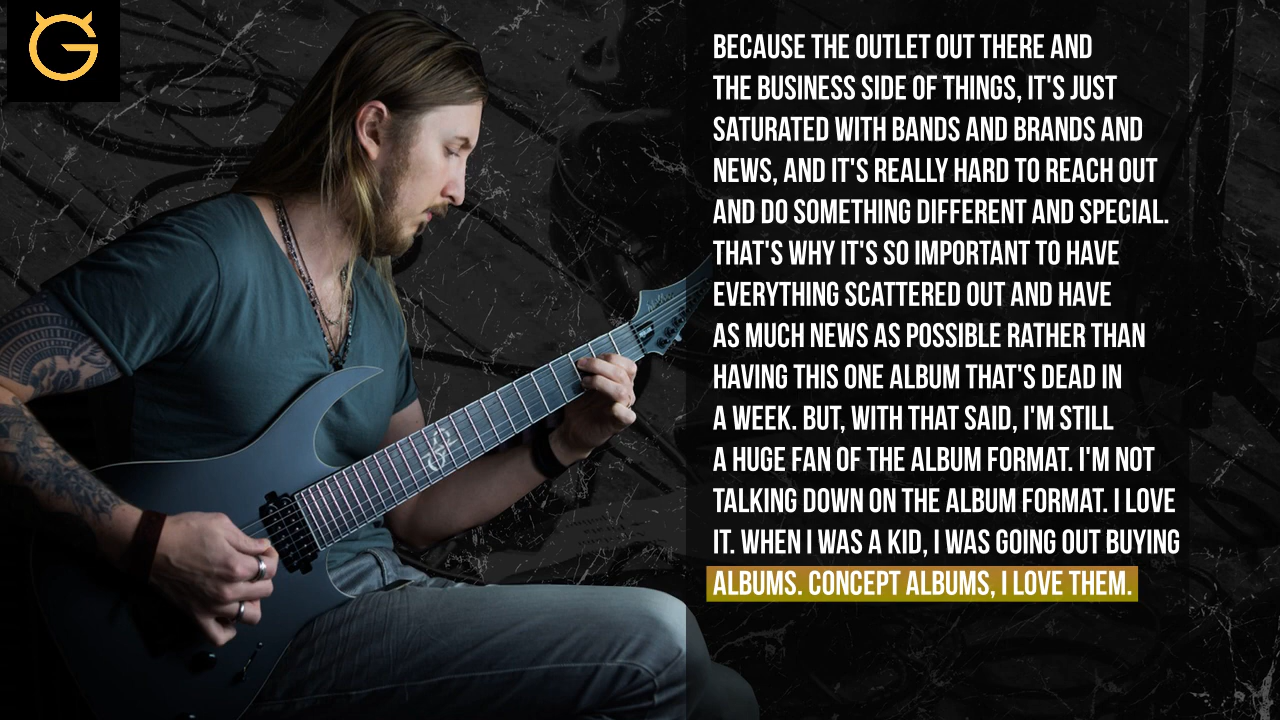 BECAUSE THE OUTLET OUT THERE AND
THE BUSINESS SIDE OF THINGS, IT'S JUST
SATURATED WITH BANDS AND BRANDS AND
NEWS, AND IT'S REALLY HARD TO REACH OUT
AND DO SOMETHING DIFFERENT AND SPECIAL.
THAT'S WHY IT'S SO IMPORTANT TO HAVE
EVERYTHING SCATTERED OUT AND HAVE
AS MUCH NEWS AS POSSIBLE RATHER THAN
HAVING THIS ONE ALBUM THAT'S DEAD IN
A WEEK. BUT, WITH THAT SAID, I'M STILL
A HUGE FAN OF THE ALBUM FORMAT. I'M NOT
TALKING DOWN ON THE ALBUM FORMAT. I LOVE
IT. WHEN I WAS A KID, I WAS GOING OUT BUYING
ALBUMS. CONCEPT ALBUMS, I LOVE THEM.